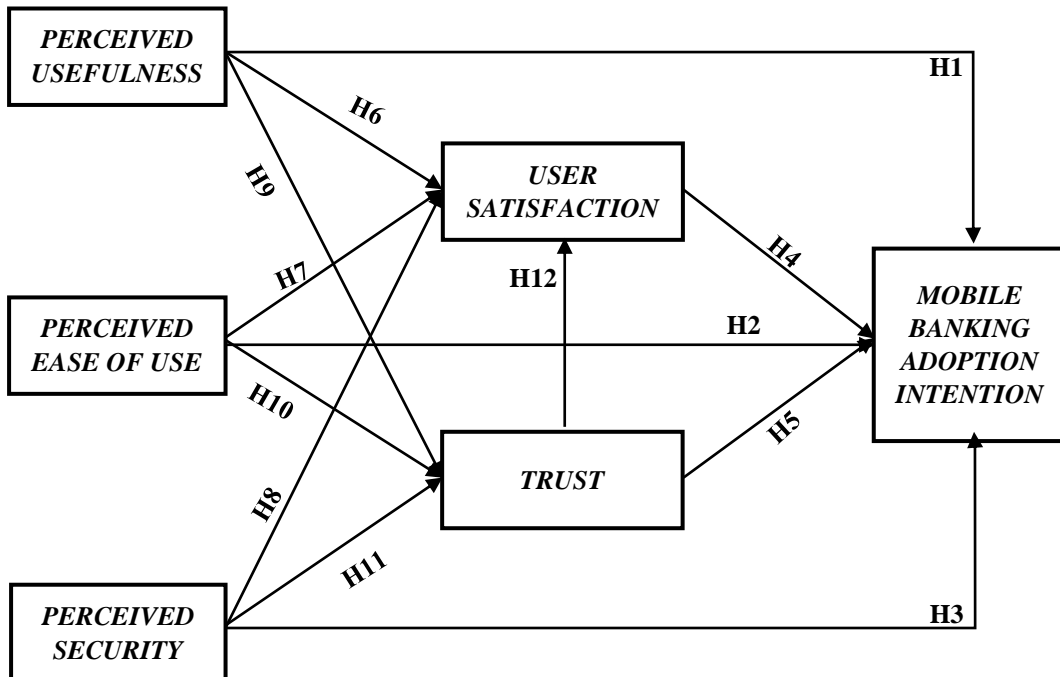 PERCEIVED
USEFULNESS
H1
H6
H9
USER
SATISFACTION
H7
H12
H4
PERCEIVED
EASE OF USE
H2
MOBILE
BANKING
ADOPTION
INTENTION
H10
H5
TRUST
H8
H11
PERCEIVED
SECURITY
H3